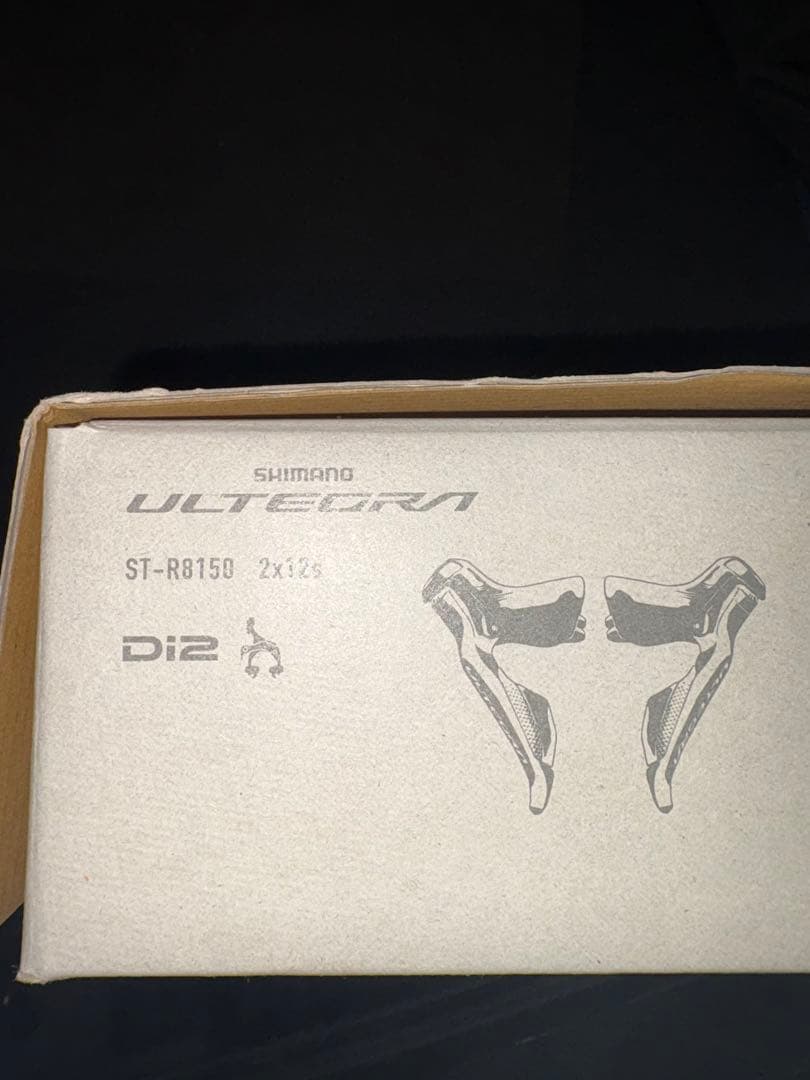 SHIMANO
ULTEGRA
ST-R8150 2x12s
Di2